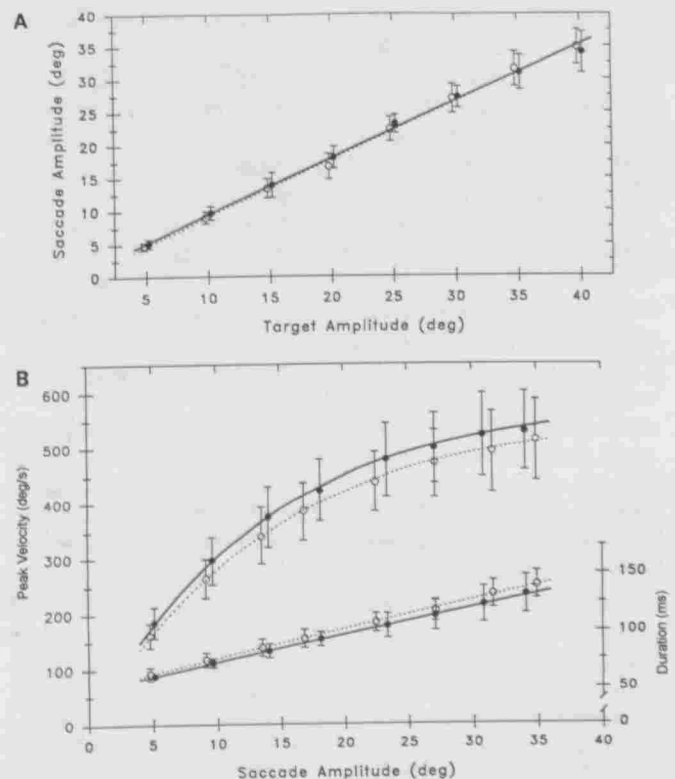 A
Saccade Amplitude (deg)
40
35
30
25
20
15
10
5
0
5 10 15 20 25 30 35 40
Target Amplitude (deg)
B
Peak Velocity (deg/s)
600
500
400
300
200
100
0
150
100
50
0
Duration (ms)
0 5 10 15 20 25 30 35 40
Saccade Amplitude (deg)